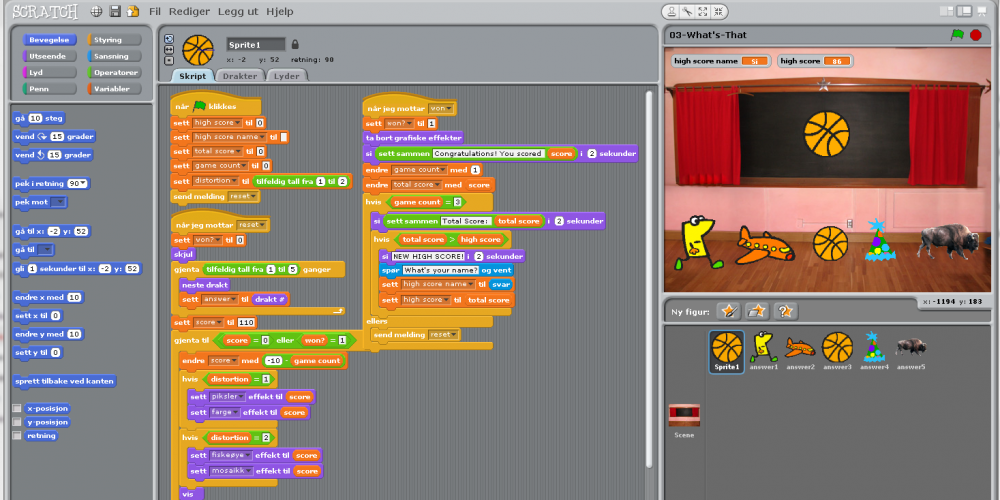 SCRATCH Fil Rediger Legg ut Hjelp
Bevegelse Styring
Utseende Sansning
Lyd Operatorer
Penn Variabler
gå 10 steg
vend 15 grader
vend 15 grader
pek i retning 90
pek mot
gå til x: -2 y: 52
gå til
gli 1 sekunder til x: -2 y: 52
endre x med 10
sett x til 0
endre y med 10
sett y til 0
sprett tilbake ved kanten
x-posisjon
y-posisjon
retning
Sprite1
x: -2 y: 52 retning: 90
Skript Drakter Lyder
når klikkes
sett high score til 0
sett high score name til
sett total score til 0
sett game count til 0
sett distortion til tilfeldig tall fra 1 til 2
send melding reset
når jeg mottar reset
sett won? til 0
skjul
gjenta tilfeldig tall fra 1 til 5 ganger
neste drakt
sett answer til drakt #
sett score til 110
gjenta til score = 0 eller won? = 1
endre score med -10 - game count
hvis distortion = 1
sett piksler effekt til score
sett farge effekt til score
hvis distortion = 2
sett fiskeøye effekt til score
sett mosaikk effekt til score
vis
når jeg mottar won
sett won? til 1
ta bort grafiske effekter
si sett sammen Congratulations! You scored score i 2 sekunder
endre game count med 1
endre total score med score
hvis game count = 3
si sett sammen Total Score: total score i 2 sekunder
hvis total score > high score
si NEW HIGH SCORE! i 2 sekunder
spør What's your name? og vent
sett high score name til svar
sett high score til total score
ellers
send melding reset
03-What's-That
high score name Si high score 86
x: -1194 y: 183
Ny figur:
Sprite1 answer1 answer2 answer3 answer4 answer5
Scene